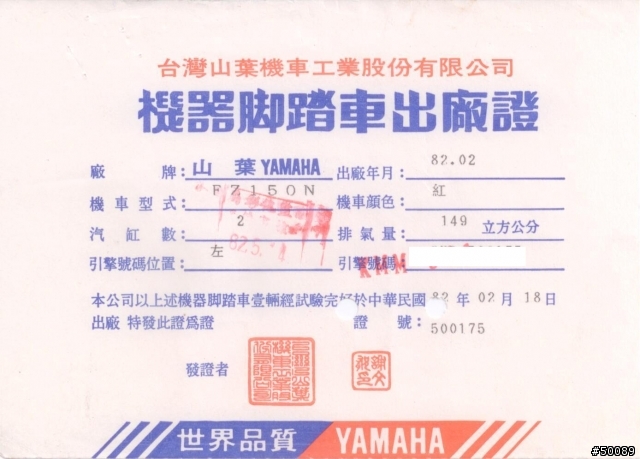 台灣山葉機車工業股份有限公司
機器脚踏車出廠證
廠 牌：山 葉 YAMAHA 出廠年月：82.02
機車型式：FZ150N 機車顏色：紅
汽缸數：2 排氣量：149 立方公分
引擎號碼位置：左 引擎號碼：
本公司以上述機器脚踏車壹輛經試驗完好於中華民國 82 年 02 月 18 日
出廠 特發此證爲證 證 號：500175
發證者
世界品質 YAMAHA
#50089